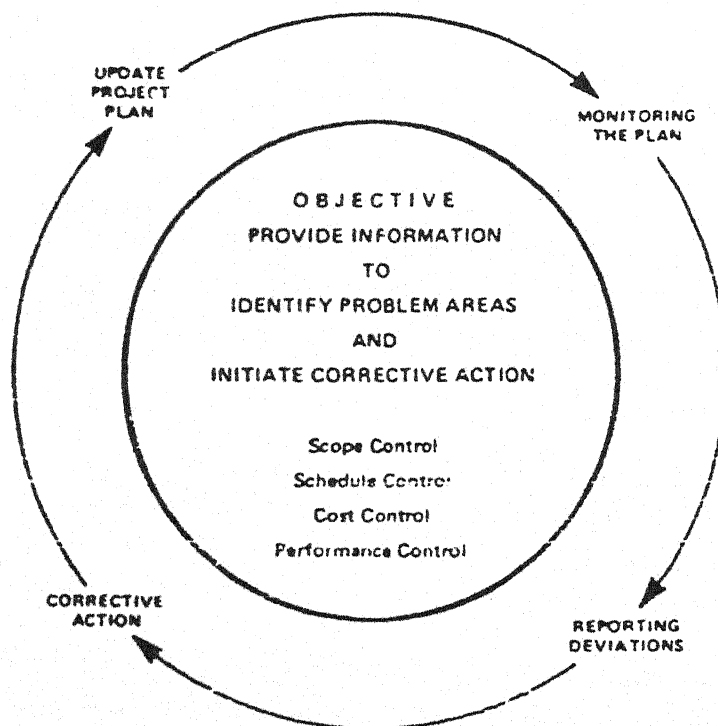 UPDATE
PROJECT
PLAN
MONITORING
THE PLAN
OBJECTIVE
PROVIDE INFORMATION
TO
IDENTIFY PROBLEM AREAS
AND
INITIATE CORRECTIVE ACTION
Scope Control
Schedule Control
Cost Control
Performance Control
CORRECTIVE
ACTION
REPORTING
DEVIATIONS